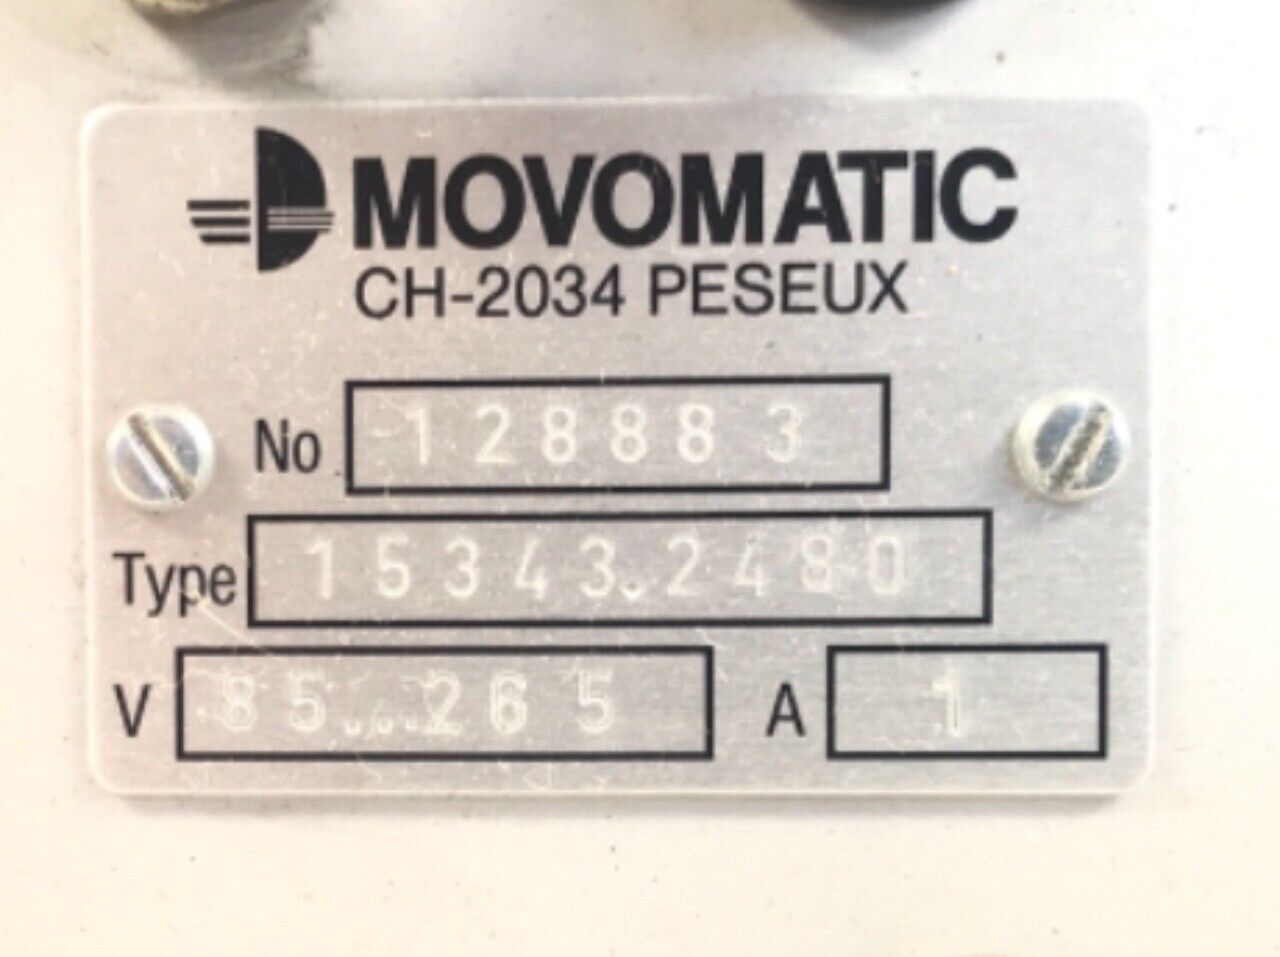 MOVOMATIC
CH-2034 PESEUX
No 128883
Type 15343.2480
V 85...265 A 1